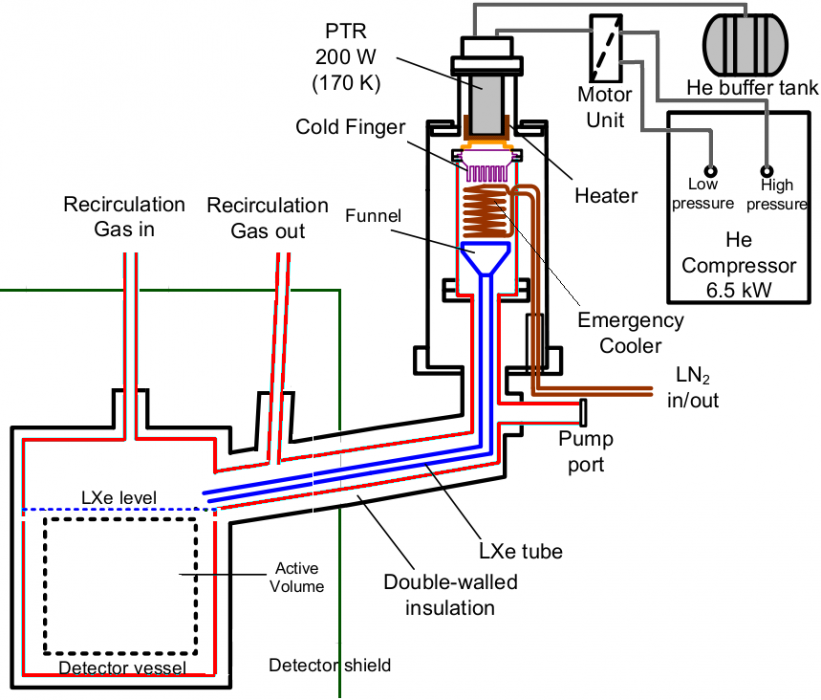 PTR
200 W
(170 K)
He buffer tank
Motor
Unit
Cold Finger
Heater
Low
pressure
High
pressure
Recirculation
Gas in
Recirculation
Gas out
Funnel
He
Compressor
6.5 kW
Emergency
Cooler
LN₂
in/out
Pump
port
LXe level
LXe tube
Active
Volume
Double-walled
insulation
Detector vessel
Detector shield